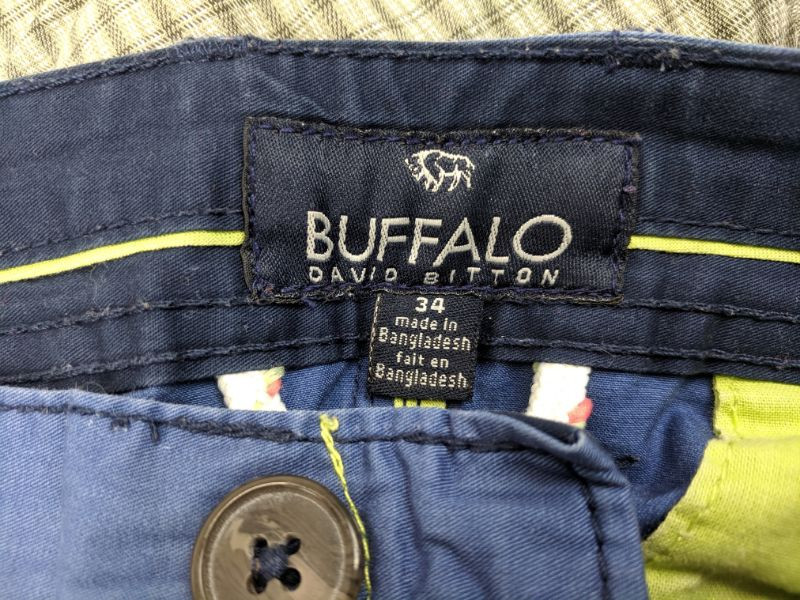 BUFFALO
DAVID BITTON
34
made in
Bangladesh
fait en
Bangladesh